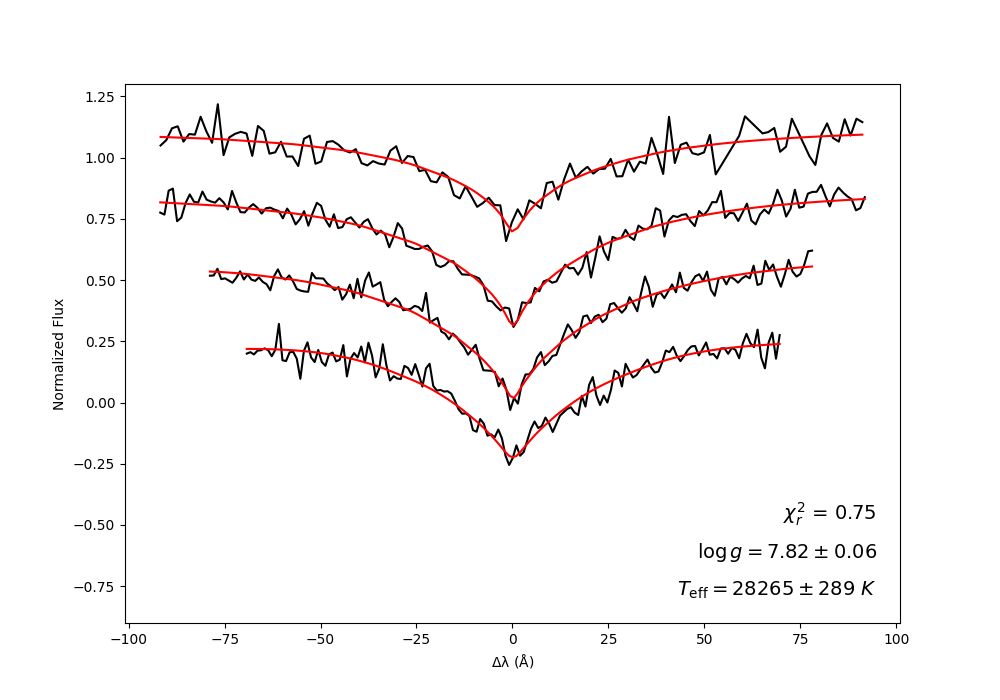 1.25
1.00
0.75
0.50
0.25
0.00
−0.25
−0.50
−0.75
Normalized Flux
χ²ᵣ = 0.75
log g = 7.82 ± 0.06
T_eff = 28265 ± 289 K
−100 −75 −50 −25 0 25 50 75 100
Δλ (Å)